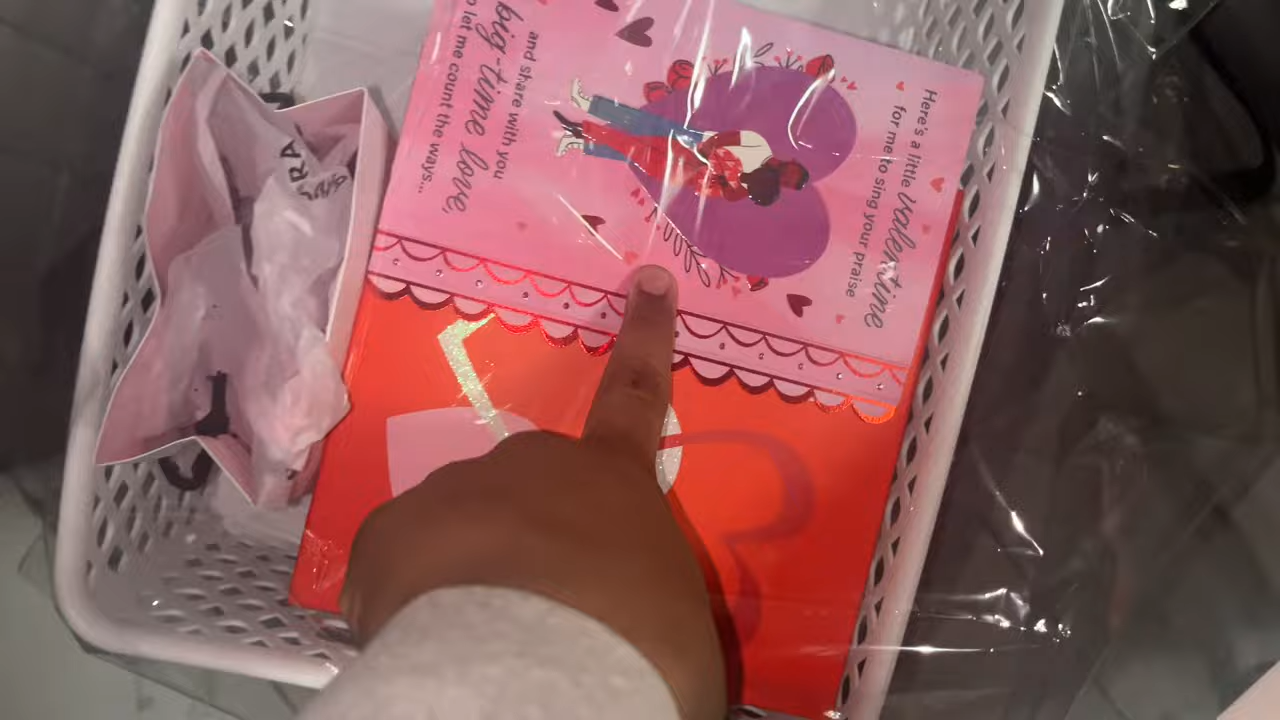 Here's a little valentine
for me to sing your praise
and share with you
big-time love,
let me count the ways...